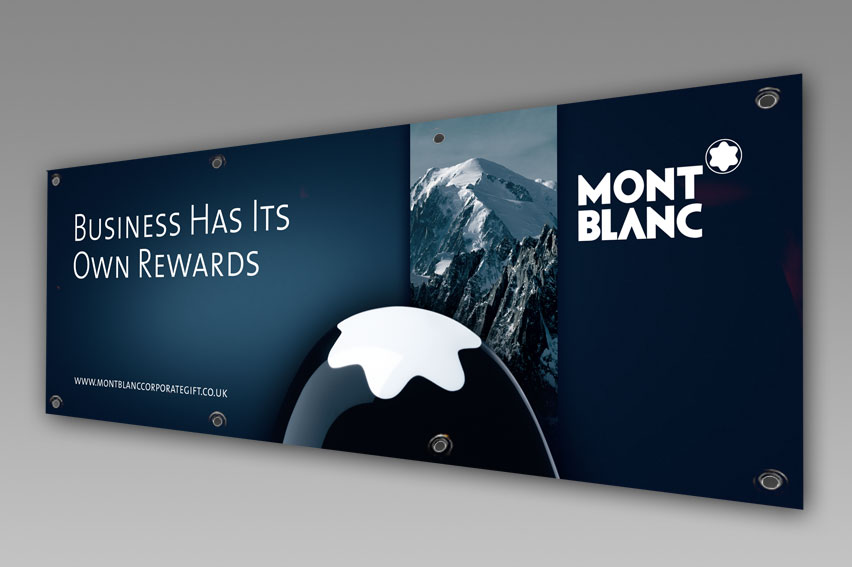 Business Has Its
Own Rewards
www.montblanccorporategift.co.uk
MONT
BLANC